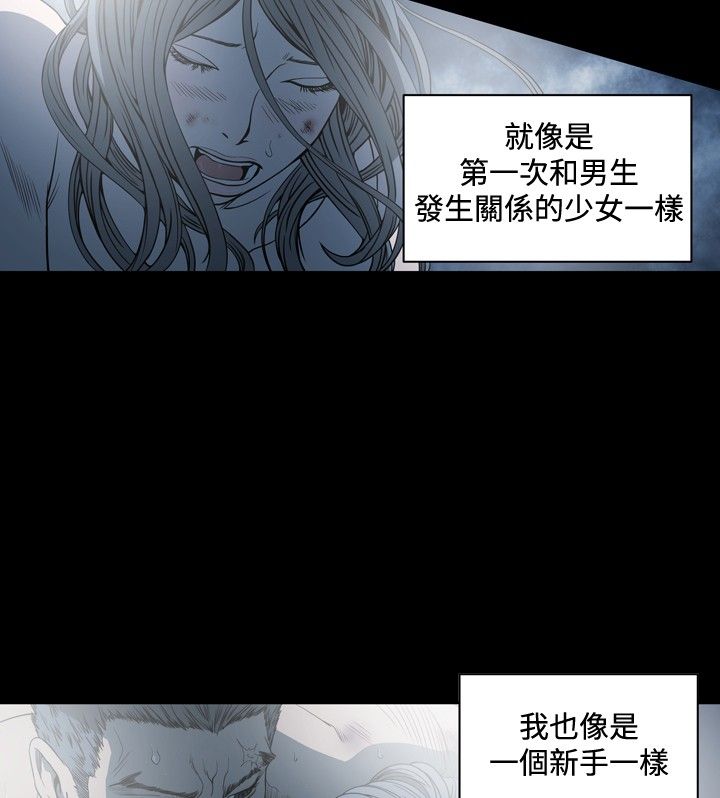 就像是
第一次和男生
發生關係的少女一樣
我也像是
一個新手一樣